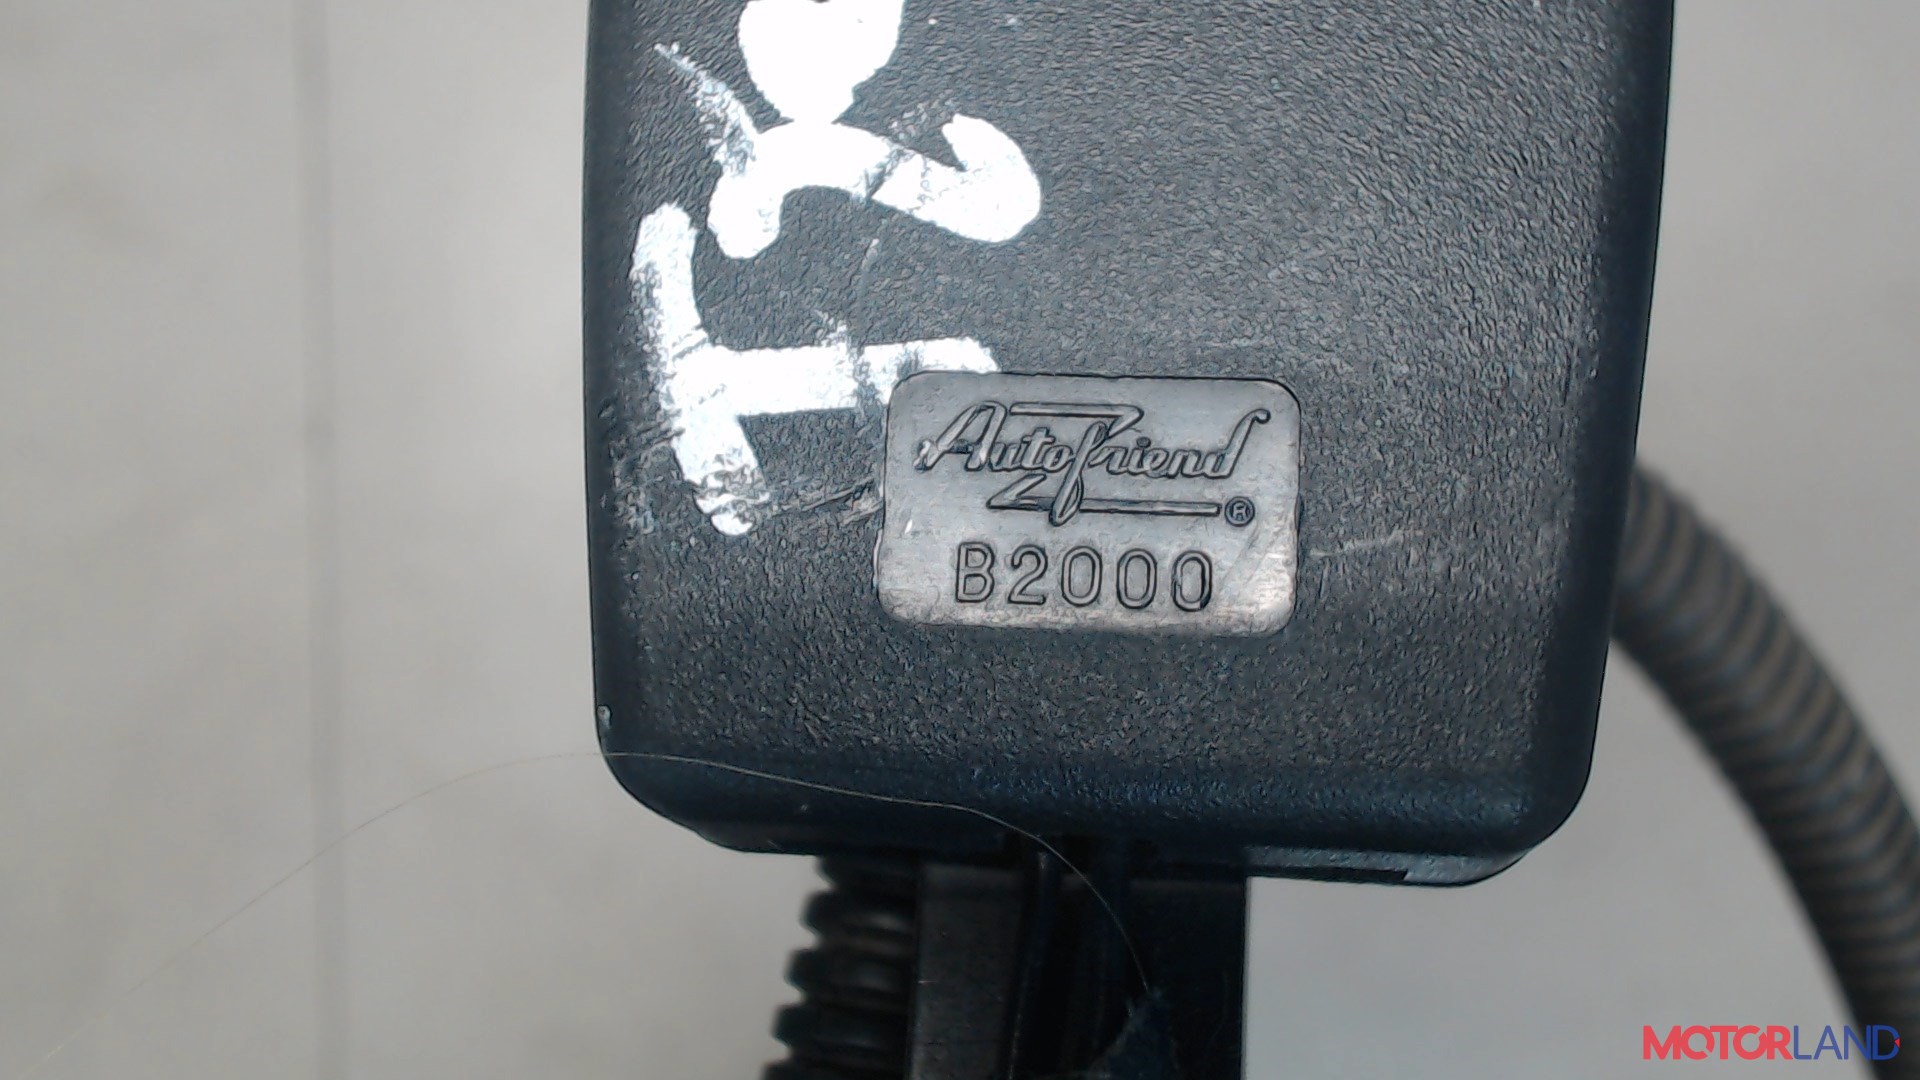 Autofriend ®
B2000
MOTORLAND